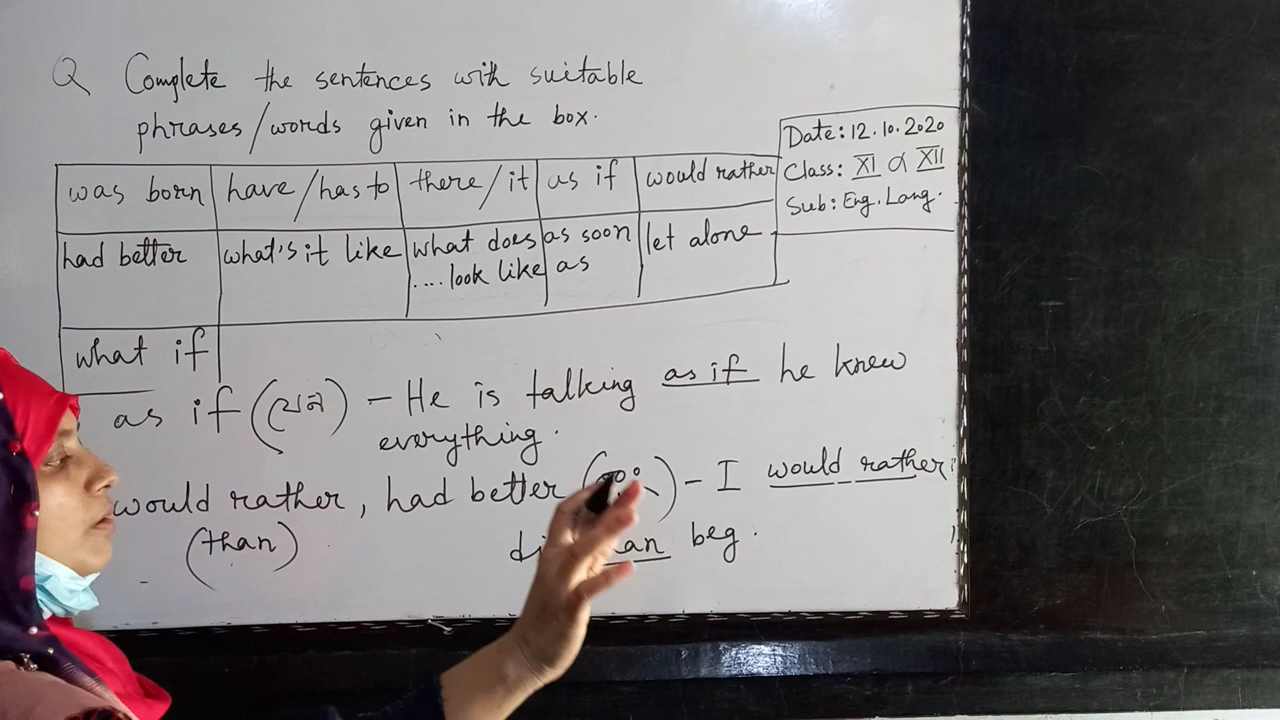 Q Complete the sentences with suitable
phrases/words given in the box.
Date: 12.10.2020
Class: XI & XII
Sub: Eng. Lang.
was born have/has to there/it as if would rather
had better what's it like what does as soon let alone
....look like as
what if
as if (যেন) – He is talking as if he knew
everything.
would rather, had better – I would rather
(than) beg.